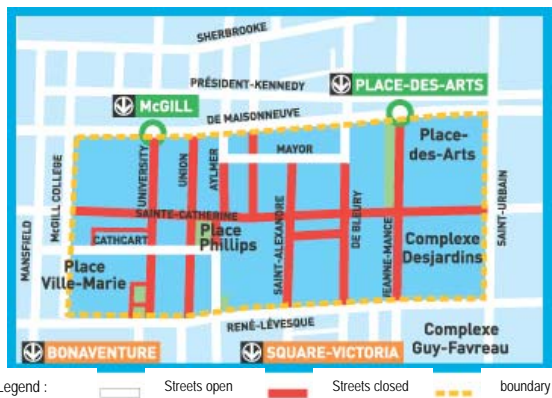 SHERBROOKE
PRÉSIDENT-KENNEDY
PLACE-DES-ARTS
McGILL
DE MAISONNEUVE
Place-
des-Arts
MAYOR
McGILL COLLEGE
UNIVERSITY
UNION
AYLMER
SAINTE-CATHERINE
CATHCART
Place
Phillips
SAINT-ALEXANDRE
DE BLEURY
JEANNE-MANCE
SAINT-URBAIN
MANSFIELD
Place
Ville-Marie
Complexe
Desjardins
RENÉ-LÉVESQUE
Complexe
Guy-Favreau
BONAVENTURE
SQUARE-VICTORIA
Legend :
Streets open
Streets closed
boundary